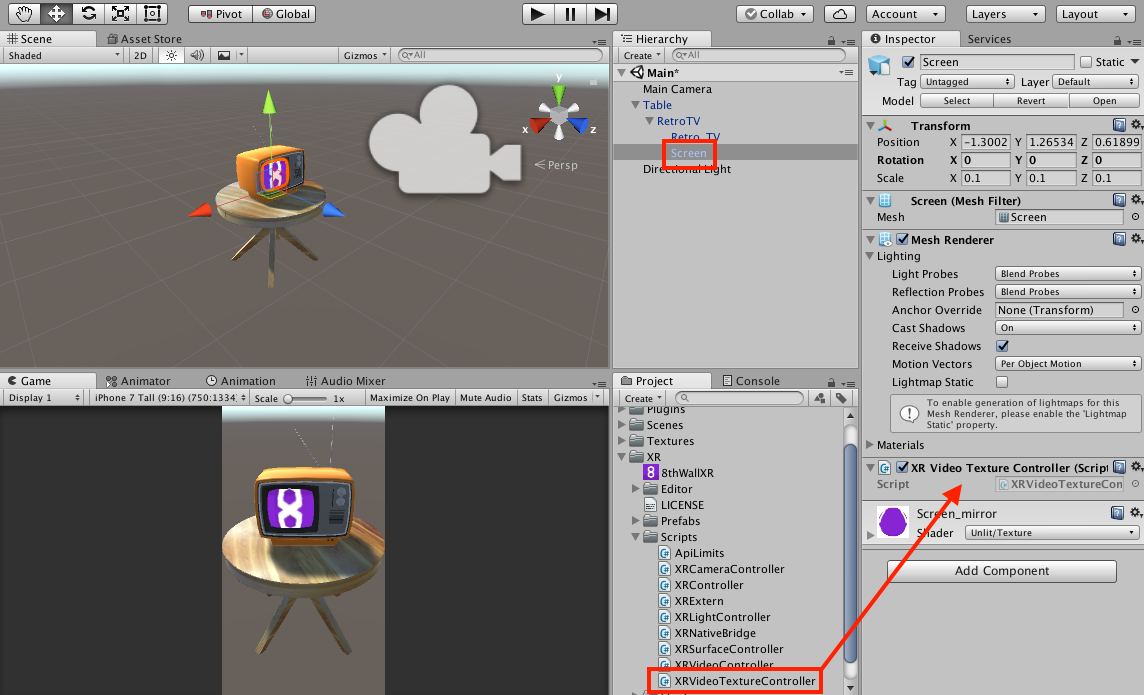 Pivot Global Collab Account Layers Layout
Scene Asset Store
Shaded 2D Gizmos All
y
x z
Persp
Game Animator Animation Audio Mixer
Display 1 iPhone 7 Tall (9:16) (750:1334) Scale 1x Maximize On Play Mute Audio Stats Gizmos
Hierarchy
Create All
Main*
Main Camera
Table
RetroTV
Retro_TV
Screen
Directional Light
Project Console
Create
Plugins
Scenes
Textures
XR
8 8thWallXR
Editor
LICENSE
Prefabs
Scripts
ApiLimits
XRCameraController
XRController
XRExtern
XRLightController
XRNativeBridge
XRSurfaceController
XRVideoController
XRVideoTextureController
Inspector Services
Screen Static
Tag Untagged Layer Default
Model Select Revert Open
Transform
Position X -1.3002 Y 1.26534 Z 0.61899
Rotation X 0 Y 0 Z 0
Scale X 0.1 Y 0.1 Z 0.1
Screen (Mesh Filter)
Mesh Screen
Mesh Renderer
Lighting
Light Probes Blend Probes
Reflection Probes Blend Probes
Anchor Override None (Transform)
Cast Shadows On
Receive Shadows
Motion Vectors Per Object Motion
Lightmap Static
To enable generation of lightmaps for this
Mesh Renderer, please enable the 'Lightmap
Static' property.
Materials
XR Video Texture Controller (Script
Script XRVideoTextureCon
Screen_mirror
Shader Unlit/Texture
Add Component